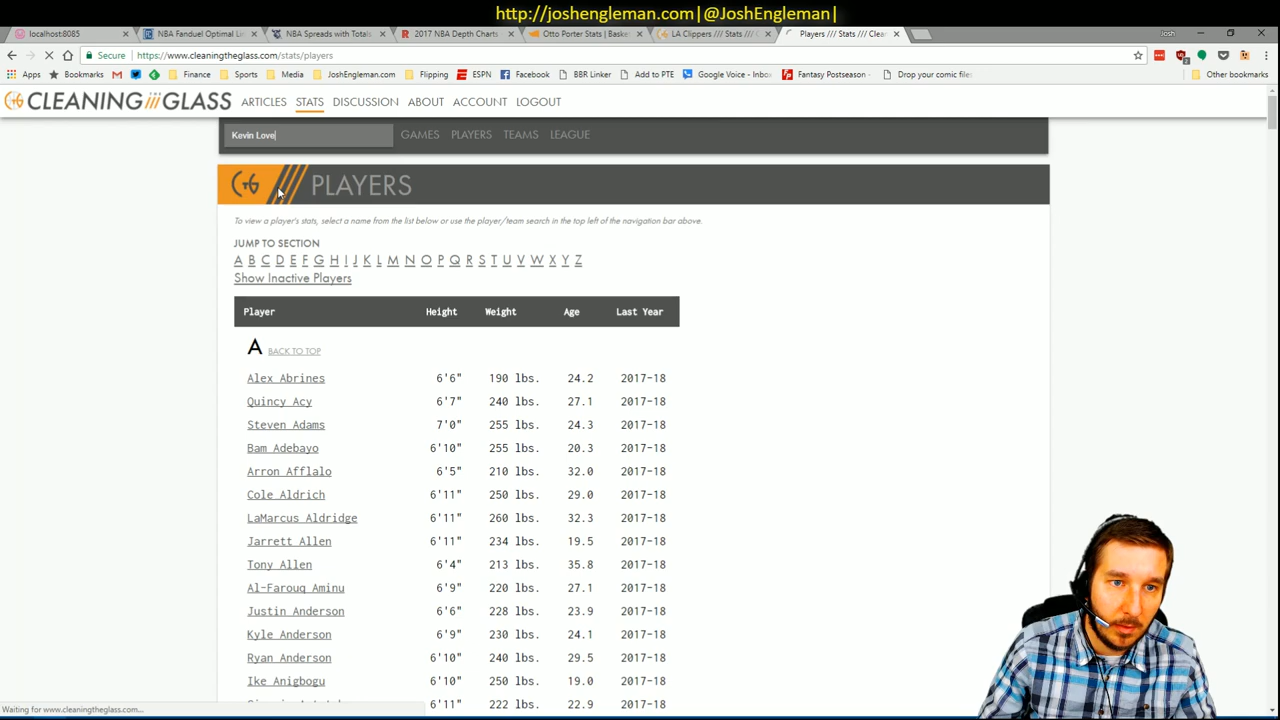 http://joshengleman.com|@JoshEngleman|
localhost:8085
NBA Fanduel Optimal Lin
NBA Spreads with Totals
2017 NBA Depth Charts
Otto Porter Stats | Basket
LA Clippers /// Stats /// C
Players /// Stats /// Clean
Josh
Secure
https://www.cleaningtheglass.com/stats/players
Apps
Bookmarks
Finance
Sports
Media
JoshEngleman.com
Flipping
ESPN
Facebook
BBR Linker
Add to PTE
Google Voice - Inbo
Fantasy Postseason -
Drop your comic files
Other bookmarks
CLEANING THE GLASS
ARTICLES
STATS
DISCUSSION
ABOUT
ACCOUNT
LOGOUT
Kevin Love
GAMES
PLAYERS
TEAMS
LEAGUE
CTG PLAYERS
To view a player's stats, select a name from the list below or use the player/team search in the top left of the navigation bar above.
JUMP TO SECTION
A B C D E F G H I J K L M N O P Q R S T U V W X Y Z
Show Inactive Players
Player Height Weight Age Last Year
A BACK TO TOP
Alex Abrines 6'6" 190 lbs. 24.2 2017-18
Quincy Acy 6'7" 240 lbs. 27.1 2017-18
Steven Adams 7'0" 255 lbs. 24.3 2017-18
Bam Adebayo 6'10" 255 lbs. 20.3 2017-18
Arron Afflalo 6'5" 210 lbs. 32.0 2017-18
Cole Aldrich 6'11" 250 lbs. 29.0 2017-18
LaMarcus Aldridge 6'11" 260 lbs. 32.3 2017-18
Jarrett Allen 6'11" 234 lbs. 19.5 2017-18
Tony Allen 6'4" 213 lbs. 35.8 2017-18
Al-Farouq Aminu 6'9" 220 lbs. 27.1 2017-18
Justin Anderson 6'6" 228 lbs. 23.9 2017-18
Kyle Anderson 6'9" 230 lbs. 24.1 2017-18
Ryan Anderson 6'10" 240 lbs. 29.5 2017-18
Ike Anigbogu 6'10" 250 lbs. 19.0 2017-18
6'11" 222 lbs. 22.9 2017-18
Waiting for www.cleaningtheglass.com...